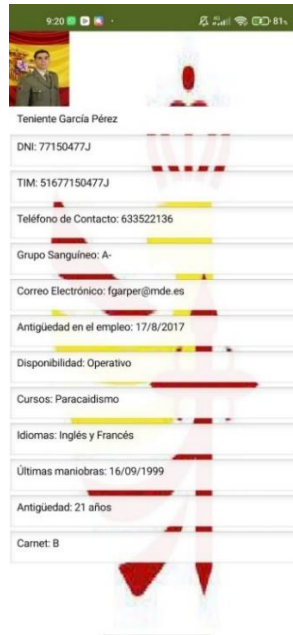 9:20
81%
Teniente García Pérez
DNI: 77150477J
TIM: 51677150477J
Teléfono de Contacto: 633522136
Grupo Sanguíneo: A-
Correo Electrónico: fgarper@mde.es
Antigüedad en el empleo: 17/8/2017
Disponibilidad: Operativo
Cursos: Paracaidismo
Idiomas: Inglés y Francés
Últimas maniobras: 16/09/1999
Antigüedad: 21 años
Carnet: B